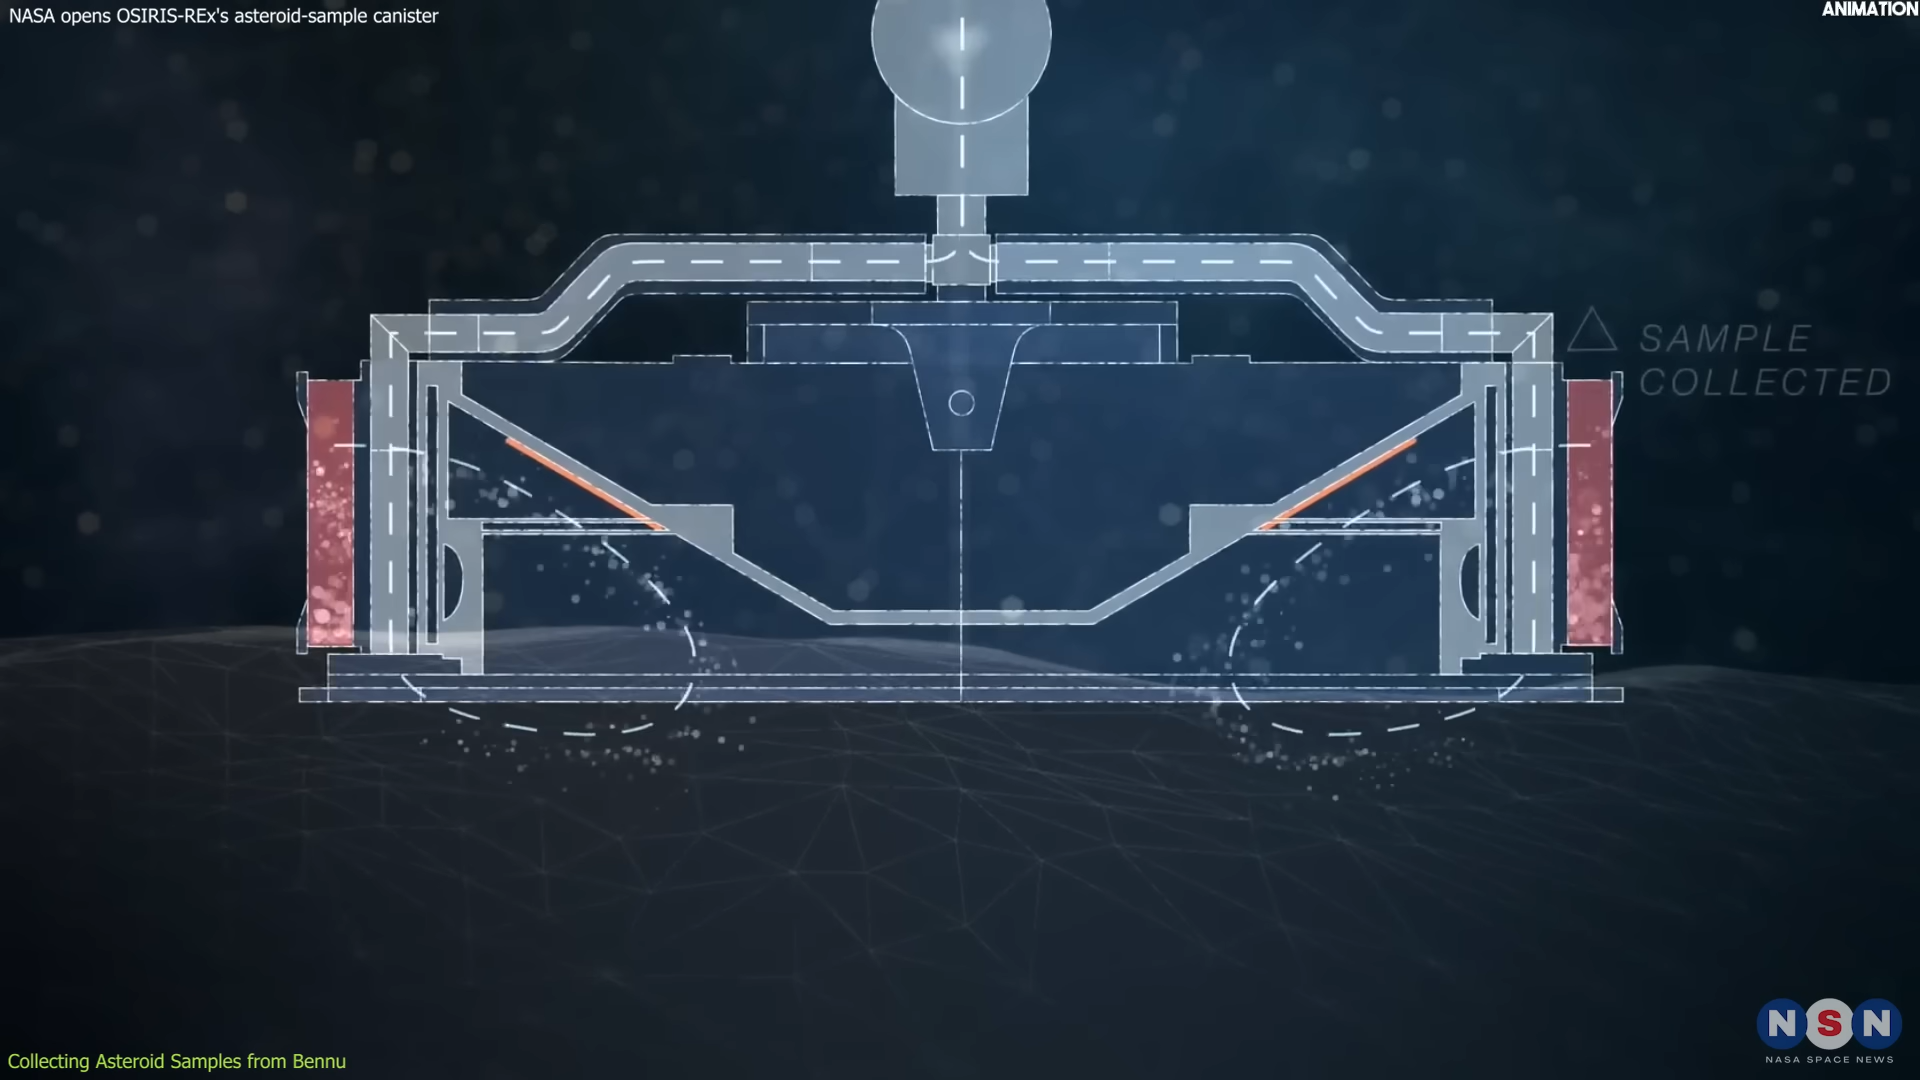 NASA opens OSIRIS-REx's asteroid-sample canister
ANIMATION
SAMPLE
COLLECTED
NSN
NASA SPACE NEWS
Collecting Asteroid Samples from Bennu